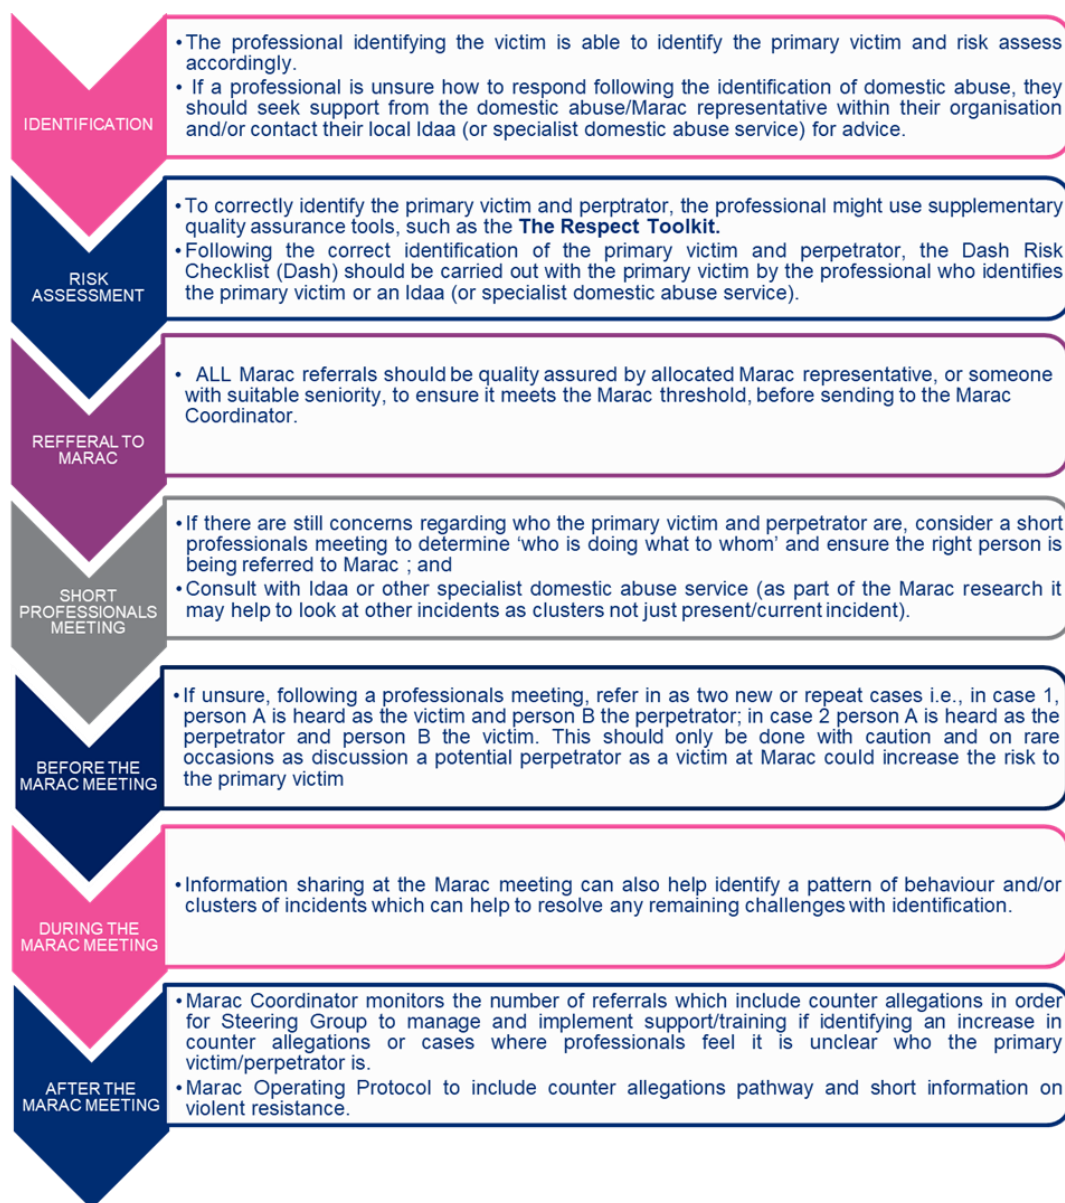 IDENTIFICATION
• The professional identifying the victim is able to identify the primary victim and risk assess
accordingly.
• If a professional is unsure how to respond following the identification of domestic abuse, they
should seek support from the domestic abuse/Marac representative within their organisation
and/or contact their local Idaa (or specialist domestic abuse service) for advice.
RISK
ASSESSMENT
• To correctly identify the primary victim and perptrator, the professional might use supplementary
quality assurance tools, such as the The Respect Toolkit.
• Following the correct identification of the primary victim and perpetrator, the Dash Risk
Checklist (Dash) should be carried out with the primary victim by the professional who identifies
the primary victim or an Idaa (or specialist domestic abuse service).
REFFERAL TO
MARAC
• ALL Marac referrals should be quality assured by allocated Marac representative, or someone
with suitable seniority, to ensure it meets the Marac threshold, before sending to the Marac
Coordinator.
SHORT
PROFESSIONALS
MEETING
• If there are still concerns regarding who the primary victim and perpetrator are, consider a short
professionals meeting to determine ‘who is doing what to whom’ and ensure the right person is
being referred to Marac ; and
• Consult with Idaa or other specialist domestic abuse service (as part of the Marac research it
may help to look at other incidents as clusters not just present/current incident).
BEFORE THE
MARAC MEETING
• If unsure, following a professionals meeting, refer in as two new or repeat cases i.e., in case 1,
person A is heard as the victim and person B the perpetrator; in case 2 person A is heard as the
perpetrator and person B the victim. This should only be done with caution and on rare
occasions as discussion a potential perpetrator as a victim at Marac could increase the risk to
the primary victim
DURING THE
MARAC MEETING
• Information sharing at the Marac meeting can also help identify a pattern of behaviour and/or
clusters of incidents which can help to resolve any remaining challenges with identification.
AFTER THE
MARAC MEETING
• Marac Coordinator monitors the number of referrals which include counter allegations in order
for Steering Group to manage and implement support/training if identifying an increase in
counter allegations or cases where professionals feel it is unclear who the primary
victim/perpetrator is.
• Marac Operating Protocol to include counter allegations pathway and short information on
violent resistance.